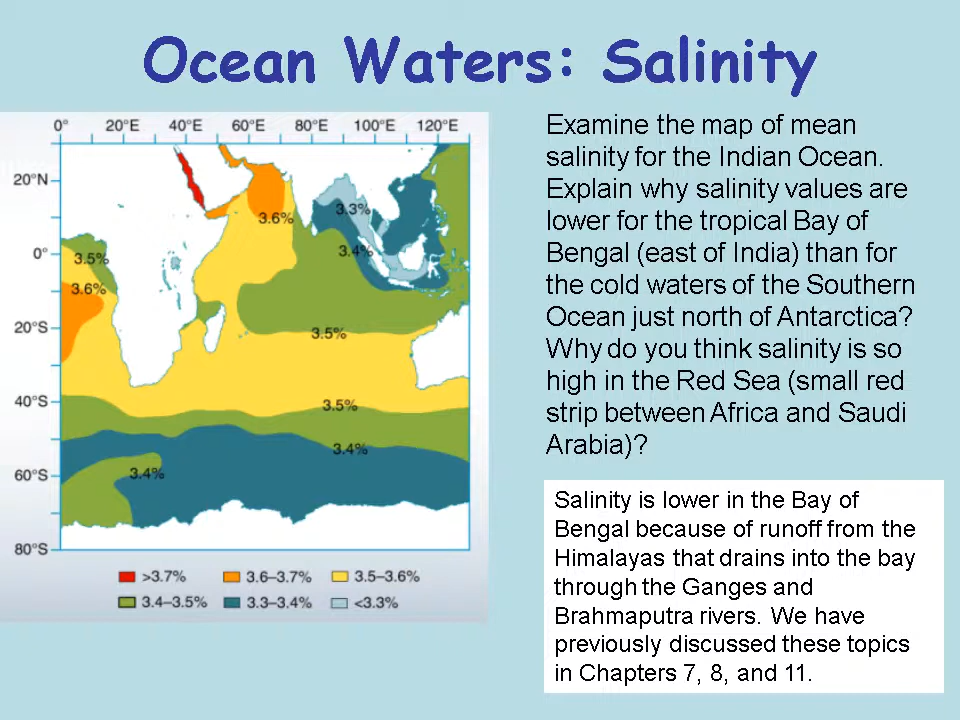 Ocean Waters: Salinity
0° 20°E 40°E 60°E 80°E 100°E 120°E
20°N
0°
20°S
40°S
60°S
80°S
3.3%
3.6%
3.4%
3.5%
3.6%
3.5%
3.5%
3.4%
3.4%
>3.7% 3.6–3.7% 3.5–3.6%
3.4–3.5% 3.3–3.4% <3.3%
Examine the map of mean
salinity for the Indian Ocean.
Explain why salinity values are
lower for the tropical Bay of
Bengal (east of India) than for
the cold waters of the Southern
Ocean just north of Antarctica?
Why do you think salinity is so
high in the Red Sea (small red
strip between Africa and Saudi
Arabia)?
Salinity is lower in the Bay of
Bengal because of runoff from the
Himalayas that drains into the bay
through the Ganges and
Brahmaputra rivers. We have
previously discussed these topics
in Chapters 7, 8, and 11.